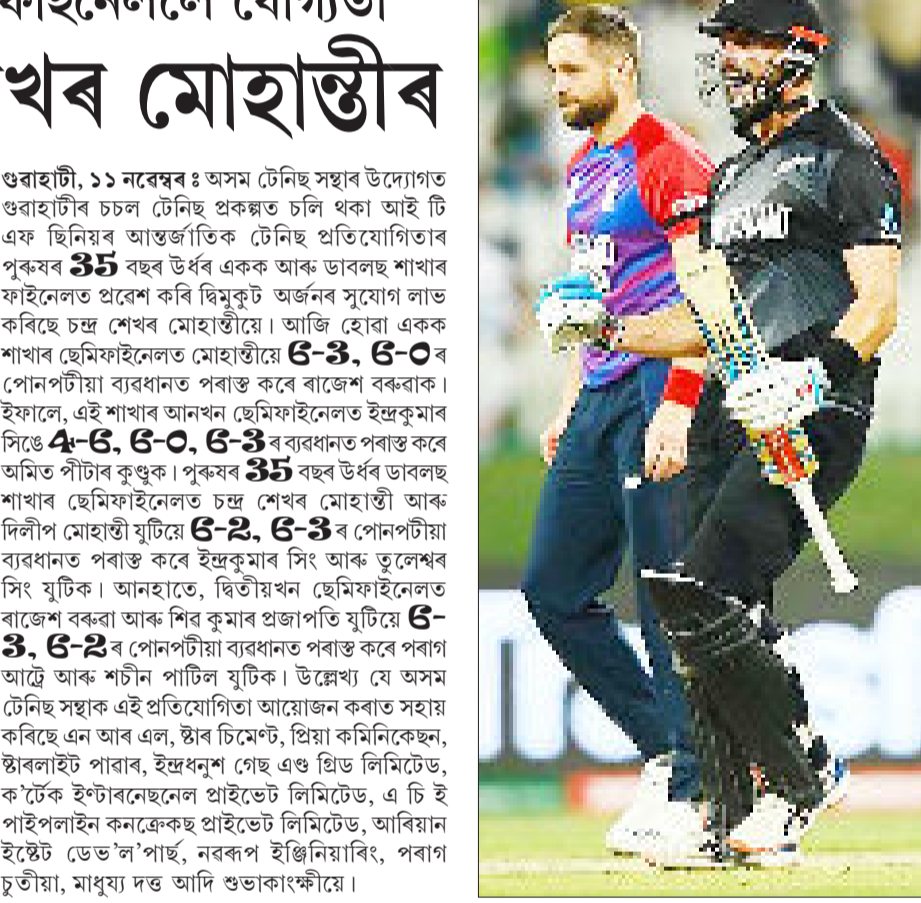 যোগ্যতা
খৰ মোহান্তীৰ
গুৱাহাটী, ১১ নৱেম্বৰ ঃ অসম টেনিছ সন্থাৰ উদ্যোগত
গুৱাহাটীৰ চচল টেনিছ প্ৰকল্পত চলি থকা আই টি
এফ ছিনিয়ৰ আন্তৰ্জাতিক টেনিছ প্ৰতিযোগিতাৰ
পুৰুষৰ 35 বছৰ উৰ্ধৰ একক আৰু ডাবলছ শাখাৰ
ফাইনেলত প্ৰৱেশ কৰি দ্বিমুকুট অৰ্জনৰ সুযোগ লাভ
কৰিছে চন্দ্ৰ শেখৰ মোহান্তীয়ে। আজি হোৱা একক
শাখাৰ ছেমিফাইনেলত মোহান্তীয়ে 6-3, 6-0ৰ
পোনপটীয়া ব্যৱধানত পৰাস্ত কৰে ৰাজেশ বৰুৱাক।
ইফালে, এই শাখাৰ আনখন ছেমিফাইনেলত ইন্দ্ৰকুমাৰ
সিঙে 4-6, 6-0, 6-3ৰ ব্যৱধানত পৰাস্ত কৰে
অমিত পীটাৰ কুণ্ডূক। পুৰুষৰ 35 বছৰ উৰ্ধৰ ডাবলছ
শাখাৰ ছেমিফাইনেলত চন্দ্ৰ শেখৰ মোহান্তী আৰু
দিলীপ মোহান্তী যুটিয়ে 6-2, 6-3ৰ পোনপটীয়া
ব্যৱধানত পৰাস্ত কৰে ইন্দ্ৰকুমাৰ সিং আৰু তুলেশ্বৰ
সিং যুটিক। আনহাতে, দ্বিতীয়খন ছেমিফাইনেলত
ৰাজেশ বৰুৱা আৰু শিৱ কুমাৰ প্ৰজাপতি যুটিয়ে 6-
3, 6-2ৰ পোনপটীয়া ব্যৱধানত পৰাস্ত কৰে পৰাগ
আট্ৰে আৰু শচীন পাটিল যুটিক। উল্লেখ্য যে অসম
টেনিছ সন্থাক এই প্ৰতিযোগিতা আয়োজন কৰাত সহায়
কৰিছে এন আৰ এল, ষ্টাৰ চিমেণ্ট, প্ৰিয়া কমিনিকেছন,
ষ্টাৰলাইট পাৱাৰ, ইন্দ্ৰধনুশ গেছ এণ্ড গ্ৰিড লিমিটেড,
ক'ৰ্টেক ইণ্টাৰনেছনেল প্ৰাইভেট লিমিটেড, এ চি ই
পাইপলাইন কনক্ৰেকছ প্ৰাইভেট লিমিটেড, আৰিয়ান
ইষ্টেট ডেভ'ল'পাৰ্ছ, নৱৰূপ ইঞ্জিনিয়াৰিং, পৰাগ
চুতীয়া, মাধুয্য দত্ত আদি শুভাকাংক্ষীয়ে।